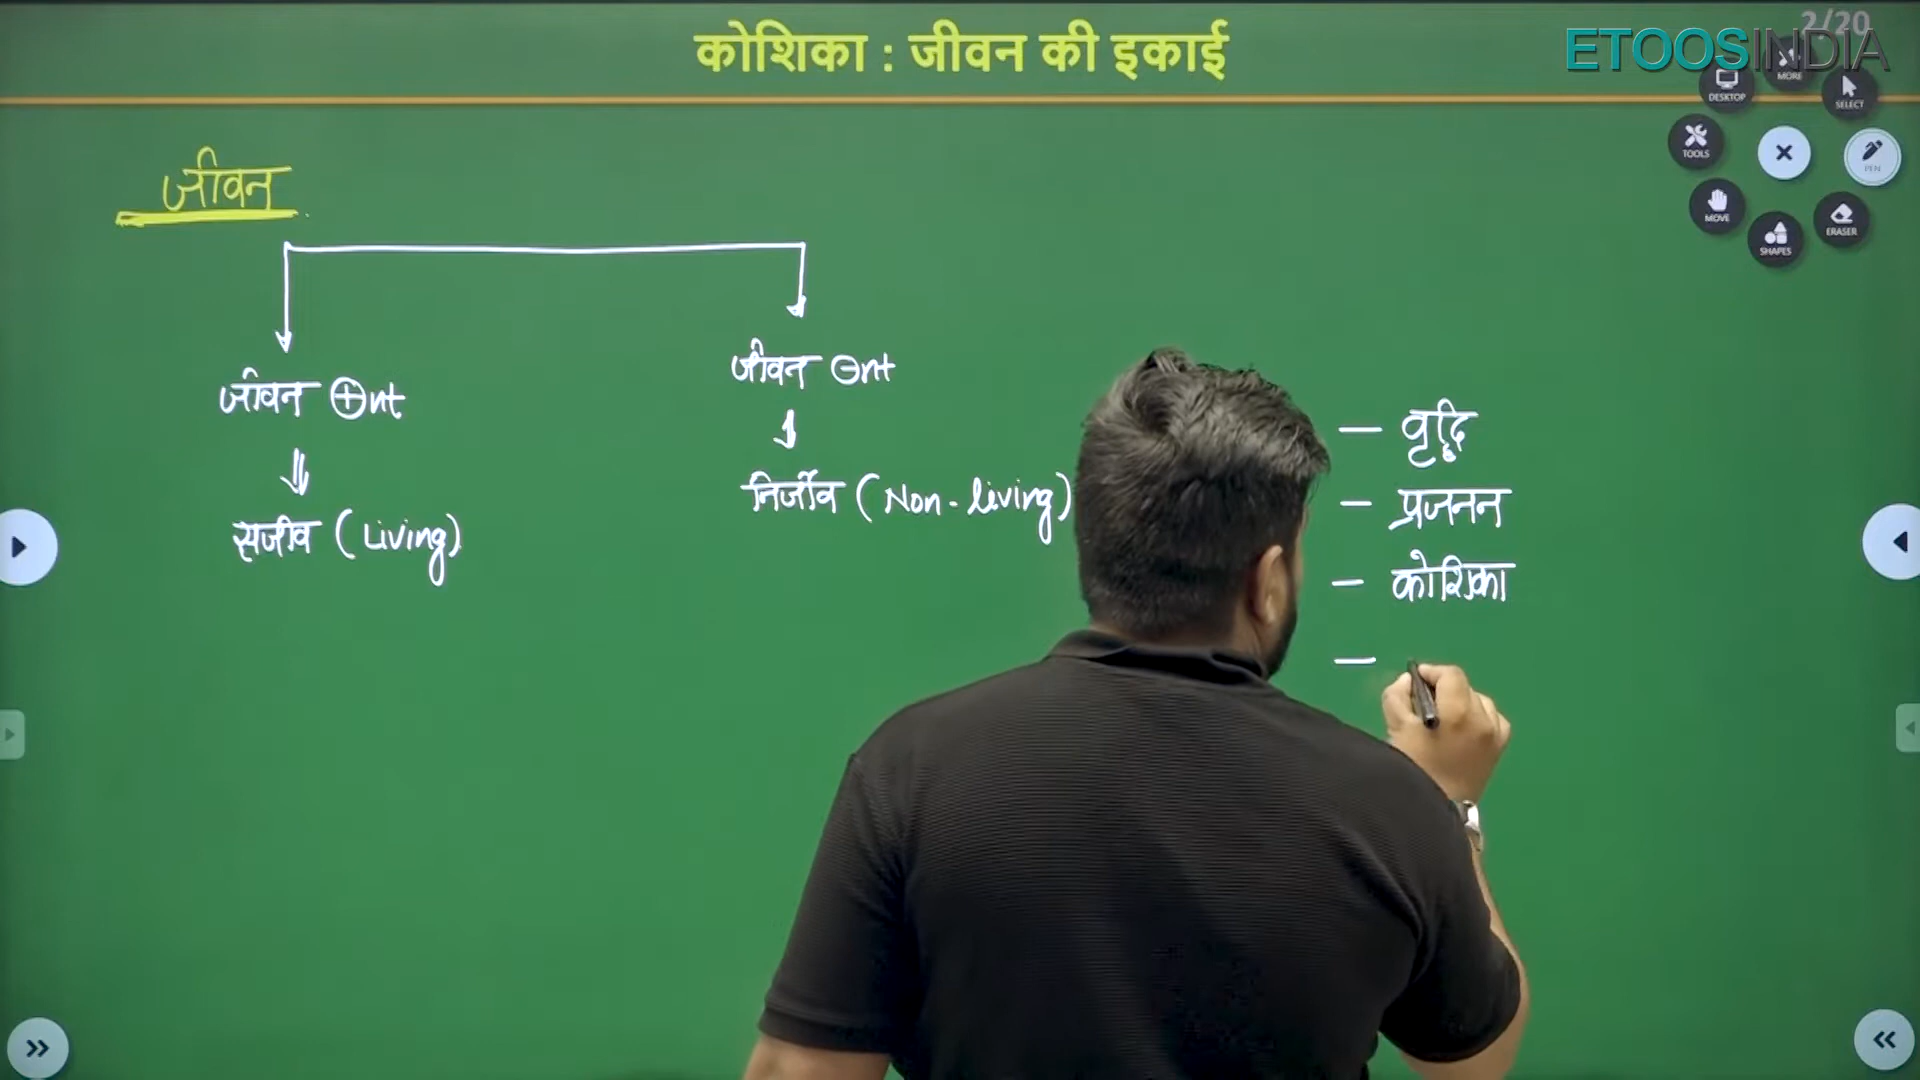 कोशिका : जीवन की इकाई
2/20
ETOOSINDIA
MORE
DESKTOP
SELECT
TOOLS
PEN
MOVE
ERASER
SHAPES
जीवन
जीवन ⊕nt
सजीव (Living)
जीवन ⊖nt
निर्जीव (Non-living)
— वृद्धि
— प्रजनन
— कोशिका
—